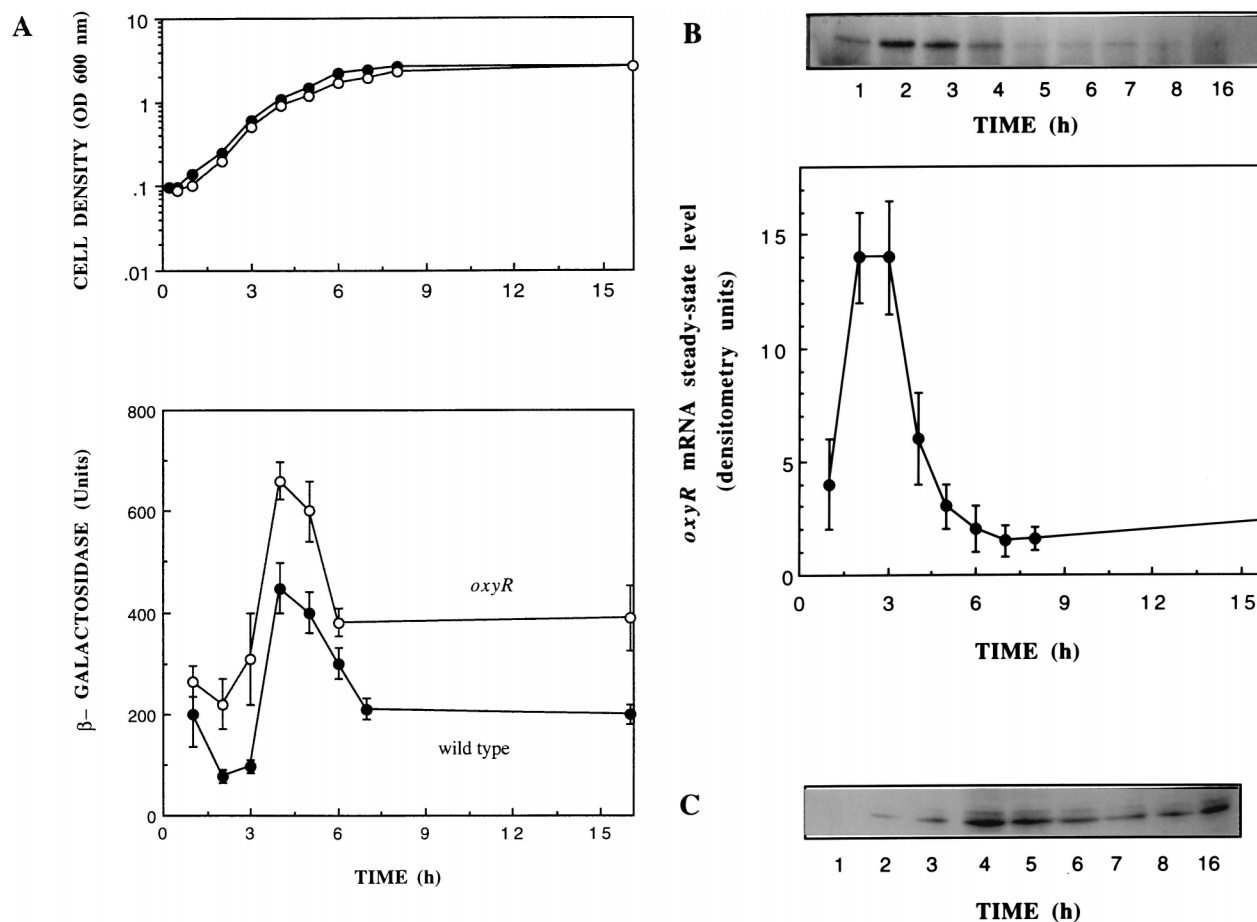 A
CELL DENSITY (OD 600 nm)
10
1
.1
.01
0 3 6 9 12 15
β– GALACTOSIDASE (Units)
800
600
400
200
0
oxyR
wild type
0 3 6 9 12 15
TIME (h)
B
1 2 3 4 5 6 7 8 16
TIME (h)
oxyR mRNA steady-state level
(densitometry units)
15
10
5
0
0 3 6 9 12 15
TIME (h)
C
1 2 3 4 5 6 7 8 16
TIME (h)